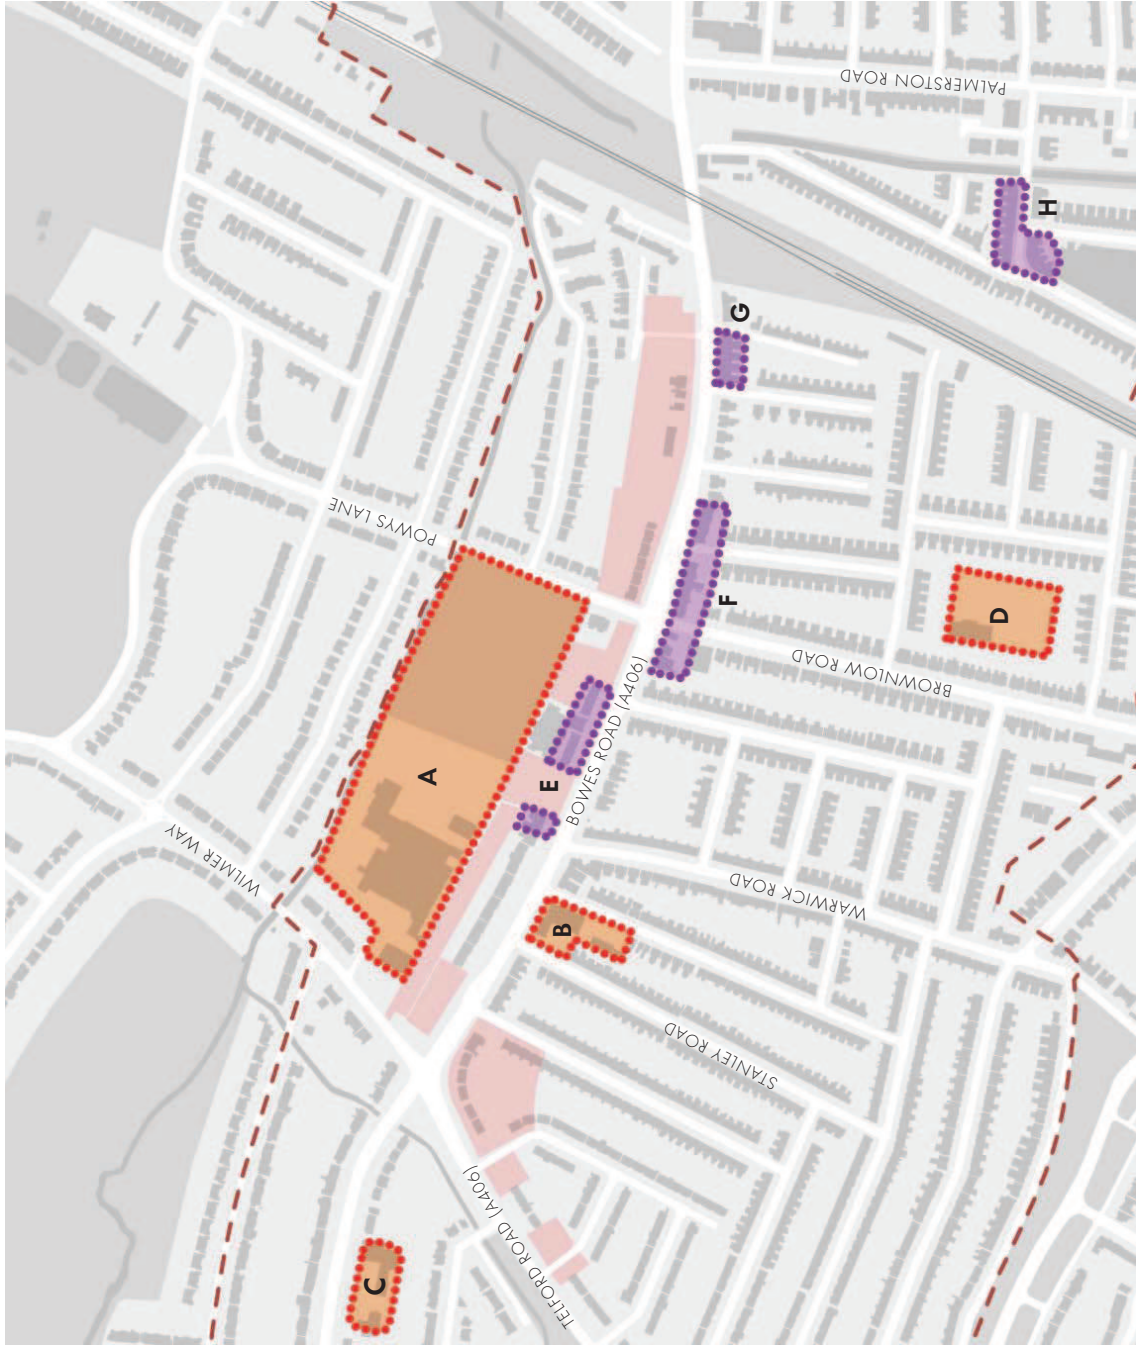 PALMERSTON ROAD
H
G
POWYS LANE
F
D
BROWNLOW ROAD
A
E
BOWES ROAD (A406)
WILMER WAY
WARWICK ROAD
B
STANLEY ROAD
TELFORD ROAD (A406)
C